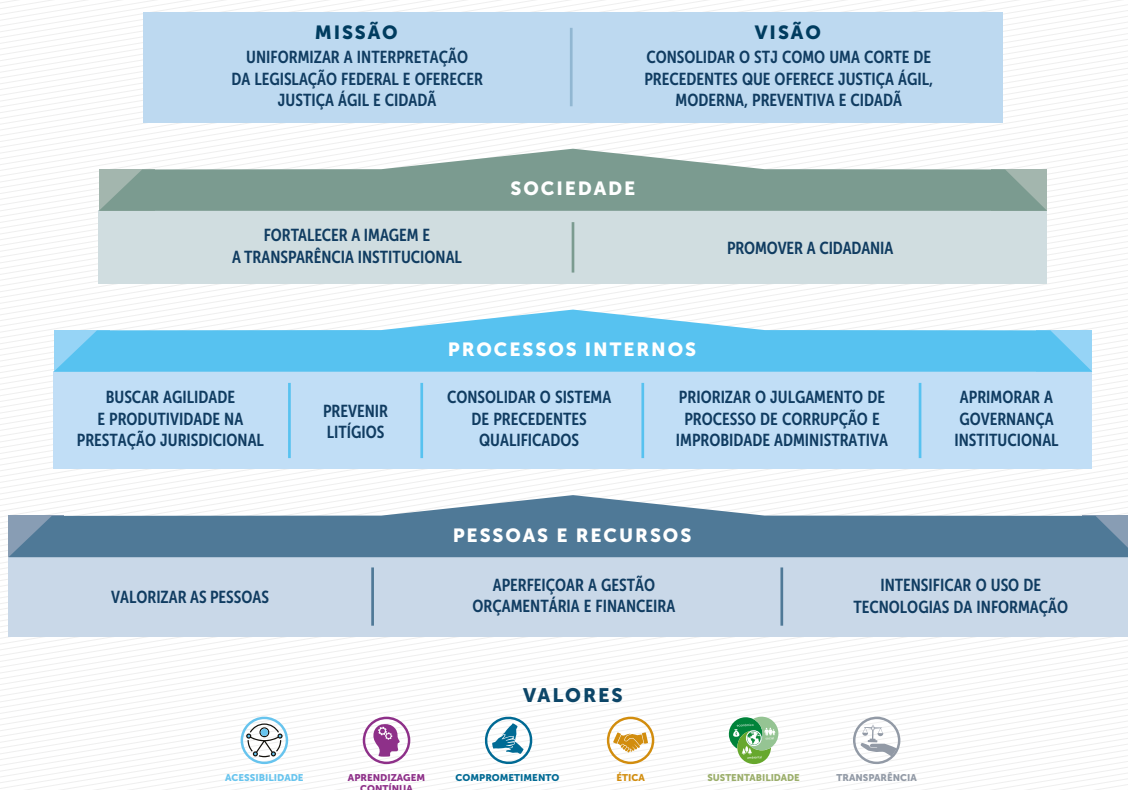 MISSÃO
UNIFORMIZAR A INTERPRETAÇÃO
DA LEGISLAÇÃO FEDERAL E OFERECER
JUSTIÇA ÁGIL E CIDADÃ
VISÃO
CONSOLIDAR O STJ COMO UMA CORTE DE
PRECEDENTES QUE OFERECE JUSTIÇA ÁGIL,
MODERNA, PREVENTIVA E CIDADÃ
SOCIEDADE
FORTALECER A IMAGEM E
A TRANSPARÊNCIA INSTITUCIONAL
PROMOVER A CIDADANIA
PROCESSOS INTERNOS
BUSCAR AGILIDADE
E PRODUTIVIDADE NA
PRESTAÇÃO JURISDICIONAL
PREVENIR
LITÍGIOS
CONSOLIDAR O SISTEMA
DE PRECEDENTES
QUALIFICADOS
PRIORIZAR O JULGAMENTO DE
PROCESSO DE CORRUPÇÃO E
IMPROBIDADE ADMINISTRATIVA
APRIMORAR A
GOVERNANÇA
INSTITUCIONAL
PESSOAS E RECURSOS
VALORIZAR AS PESSOAS
APERFEIÇOAR A GESTÃO
ORÇAMENTÁRIA E FINANCEIRA
INTENSIFICAR O USO DE
TECNOLOGIAS DA INFORMAÇÃO
VALORES
ACESSIBILIDADE
APRENDIZAGEM
CONTÍNUA
COMPROMETIMENTO
ÉTICA
SUSTENTABILIDADE
TRANSPARÊNCIA